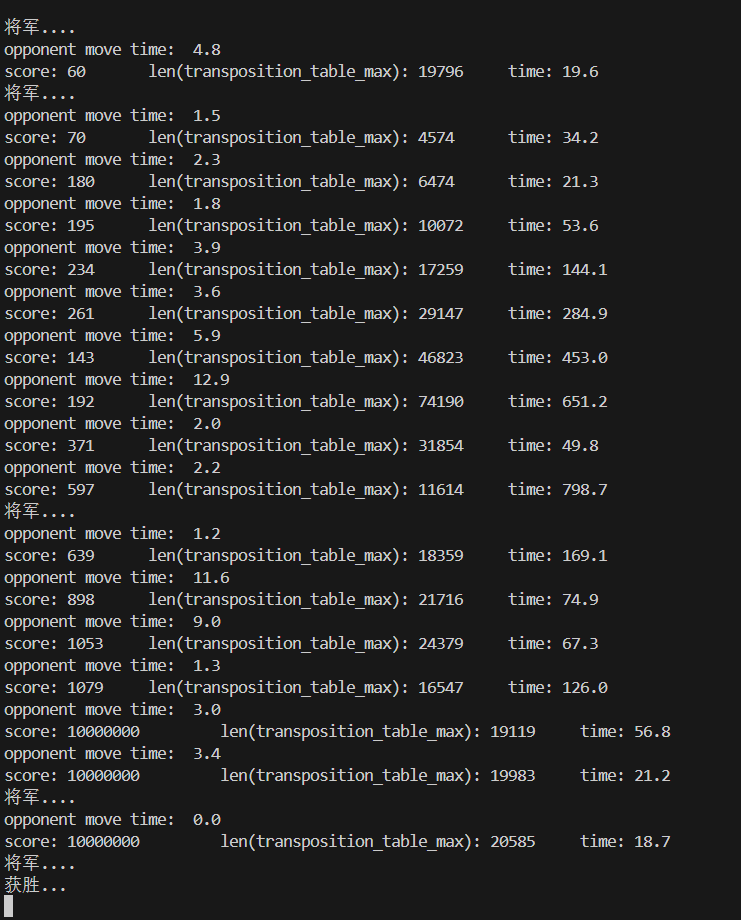 将军....
opponent move time:  4.8
score: 60       len(transposition_table_max): 19796     time: 19.6
将军....
opponent move time:  1.5
score: 70       len(transposition_table_max): 4574      time: 34.2
opponent move time:  2.3
score: 180      len(transposition_table_max): 6474      time: 21.3
opponent move time:  1.8
score: 195      len(transposition_table_max): 10072     time: 53.6
opponent move time:  3.9
score: 234      len(transposition_table_max): 17259     time: 144.1
opponent move time:  3.6
score: 261      len(transposition_table_max): 29147     time: 284.9
opponent move time:  5.9
score: 143      len(transposition_table_max): 46823     time: 453.0
opponent move time:  12.9
score: 192      len(transposition_table_max): 74190     time: 651.2
opponent move time:  2.0
score: 371      len(transposition_table_max): 31854     time: 49.8
opponent move time:  2.2
score: 597      len(transposition_table_max): 11614     time: 798.7
将军....
opponent move time:  1.2
score: 639      len(transposition_table_max): 18359     time: 169.1
opponent move time:  11.6
score: 898      len(transposition_table_max): 21716     time: 74.9
opponent move time:  9.0
score: 1053     len(transposition_table_max): 24379     time: 67.3
opponent move time:  1.3
score: 1079     len(transposition_table_max): 16547     time: 126.0
opponent move time:  3.0
score: 10000000         len(transposition_table_max): 19119     time: 56.8
opponent move time:  3.4
score: 10000000         len(transposition_table_max): 19983     time: 21.2
将军....
opponent move time:  0.0
score: 10000000         len(transposition_table_max): 20585     time: 18.7
将军....
获胜...